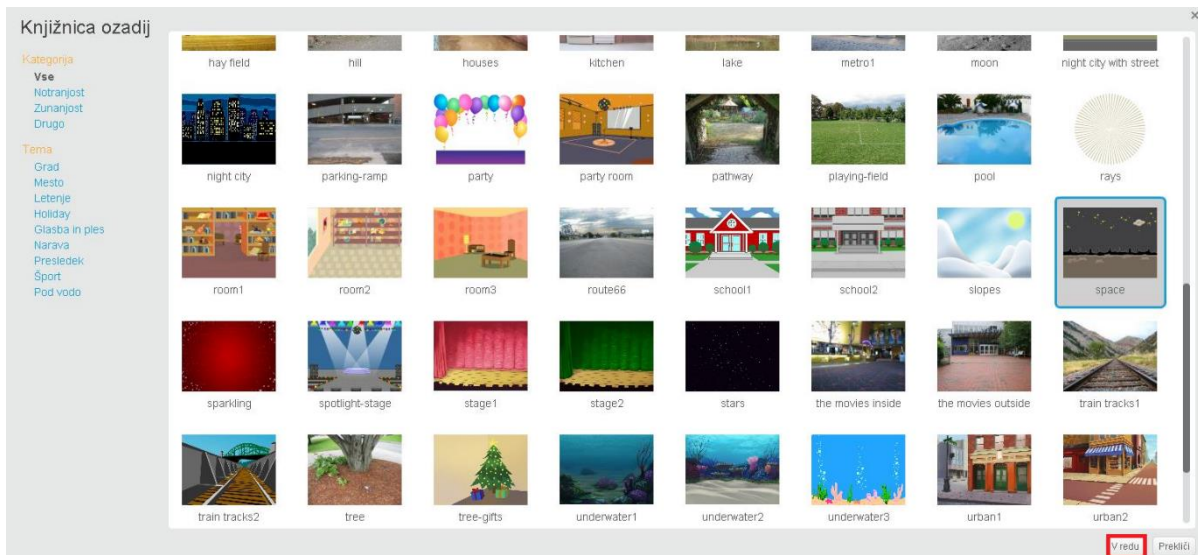 Knjižnica ozadij
Kategorija
Vse
Notranjost
Zunanjost
Drugo
Tema
Grad
Mesto
Letenje
Holiday
Glasba in ples
Narava
Presledek
Šport
Pod vodo
hay field hill houses kitchen lake metro1 moon night city with street
night city parking-ramp party party room pathway playing-field pool rays
room1 room2 room3 route66 school1 school2 slopes space
sparkling spotlight-stage stage1 stage2 stars the movies inside the movies outside train tracks1
train tracks2 tree tree-gifts underwater1 underwater2 underwater3 urban1 urban2
V redu Prekliči